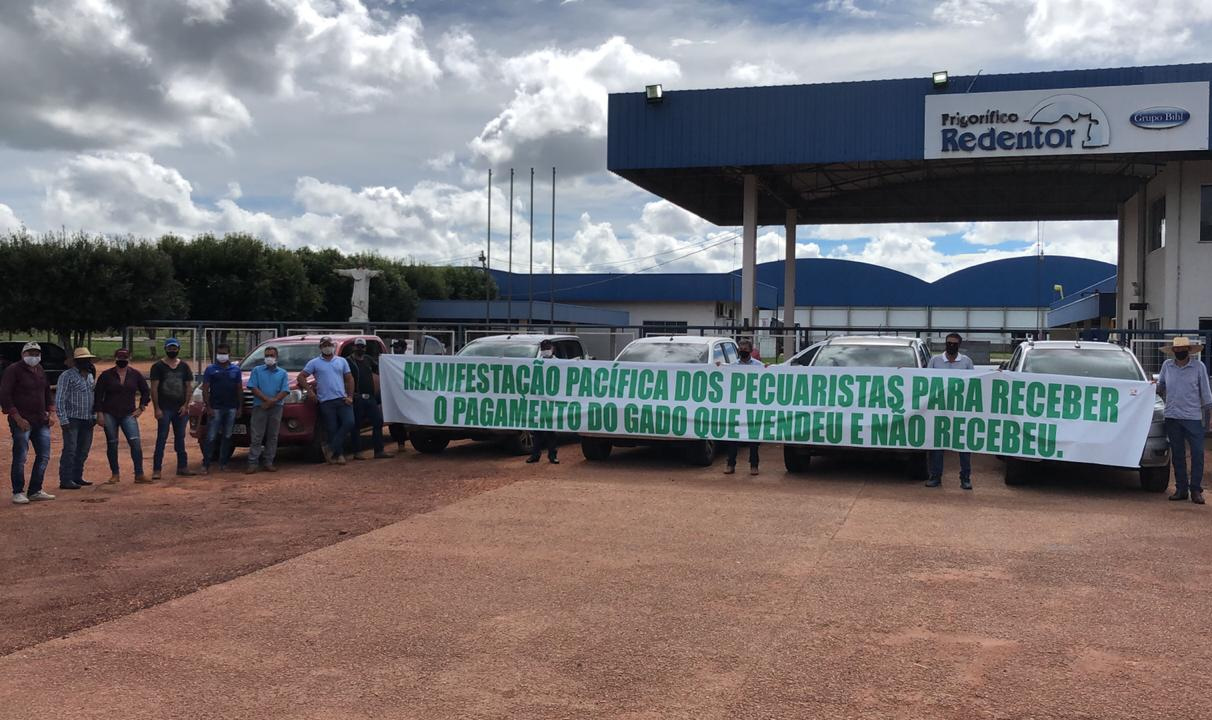 Frigorífico
Redentor
Grupo Bihl
MANIFESTAÇÃO PACÍFICA DOS PECUARISTAS PARA RECEBER
O PAGAMENTO DO GADO QUE VENDEU E NÃO RECEBEU.